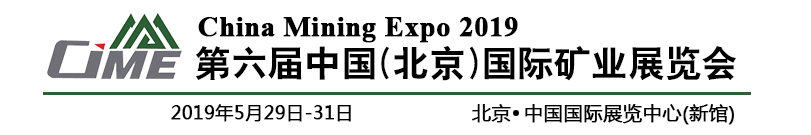 CIME
China Mining Expo 2019
第六届中国(北京)国际矿业展览会
2019年5月29日-31日
北京•中国国际展览中心(新馆)